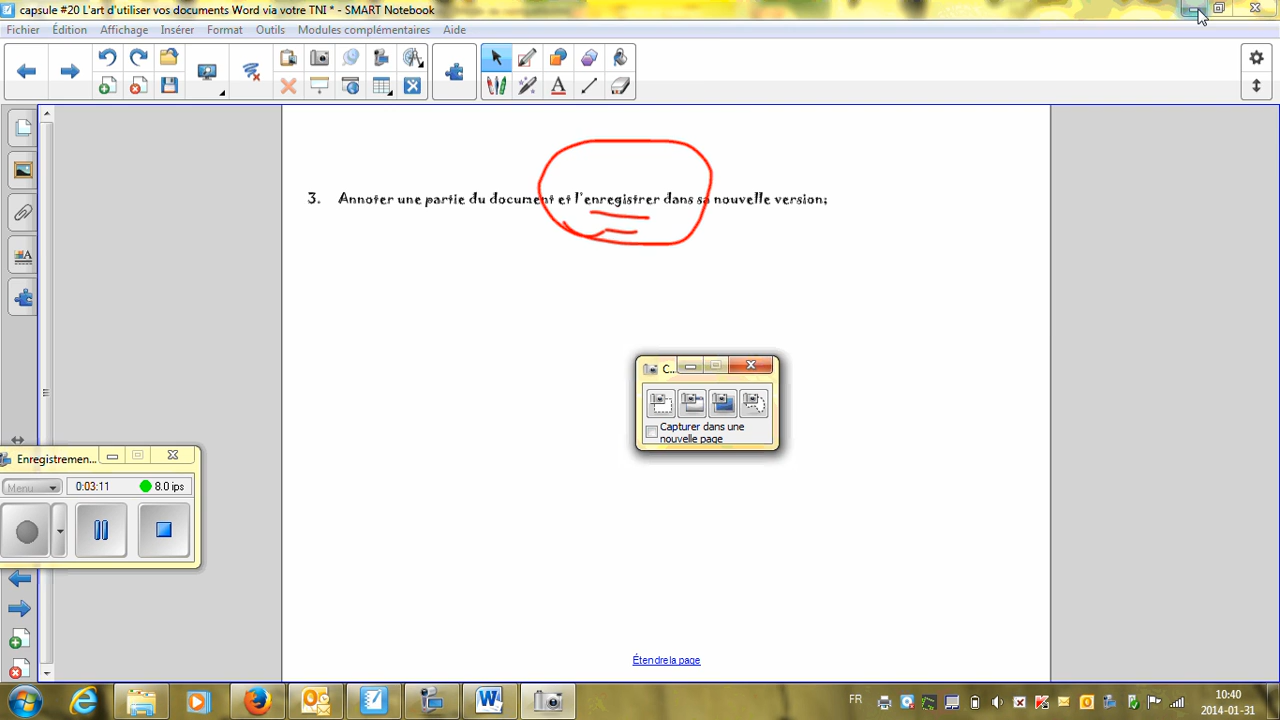 capsule #20 L'art d'utiliser vos documents Word via votre TNI * - SMART Notebook
Fichier Édition Affichage Insérer Format Outils Modules complémentaires Aide
3. Annoter une partie du document et l'enregistrer dans sa nouvelle version;
C...
Capturer dans une
nouvelle page
Enregistremen...
Menu 0:03:11 8.0 ips
Étendre la page
FR
10:40
2014-01-31